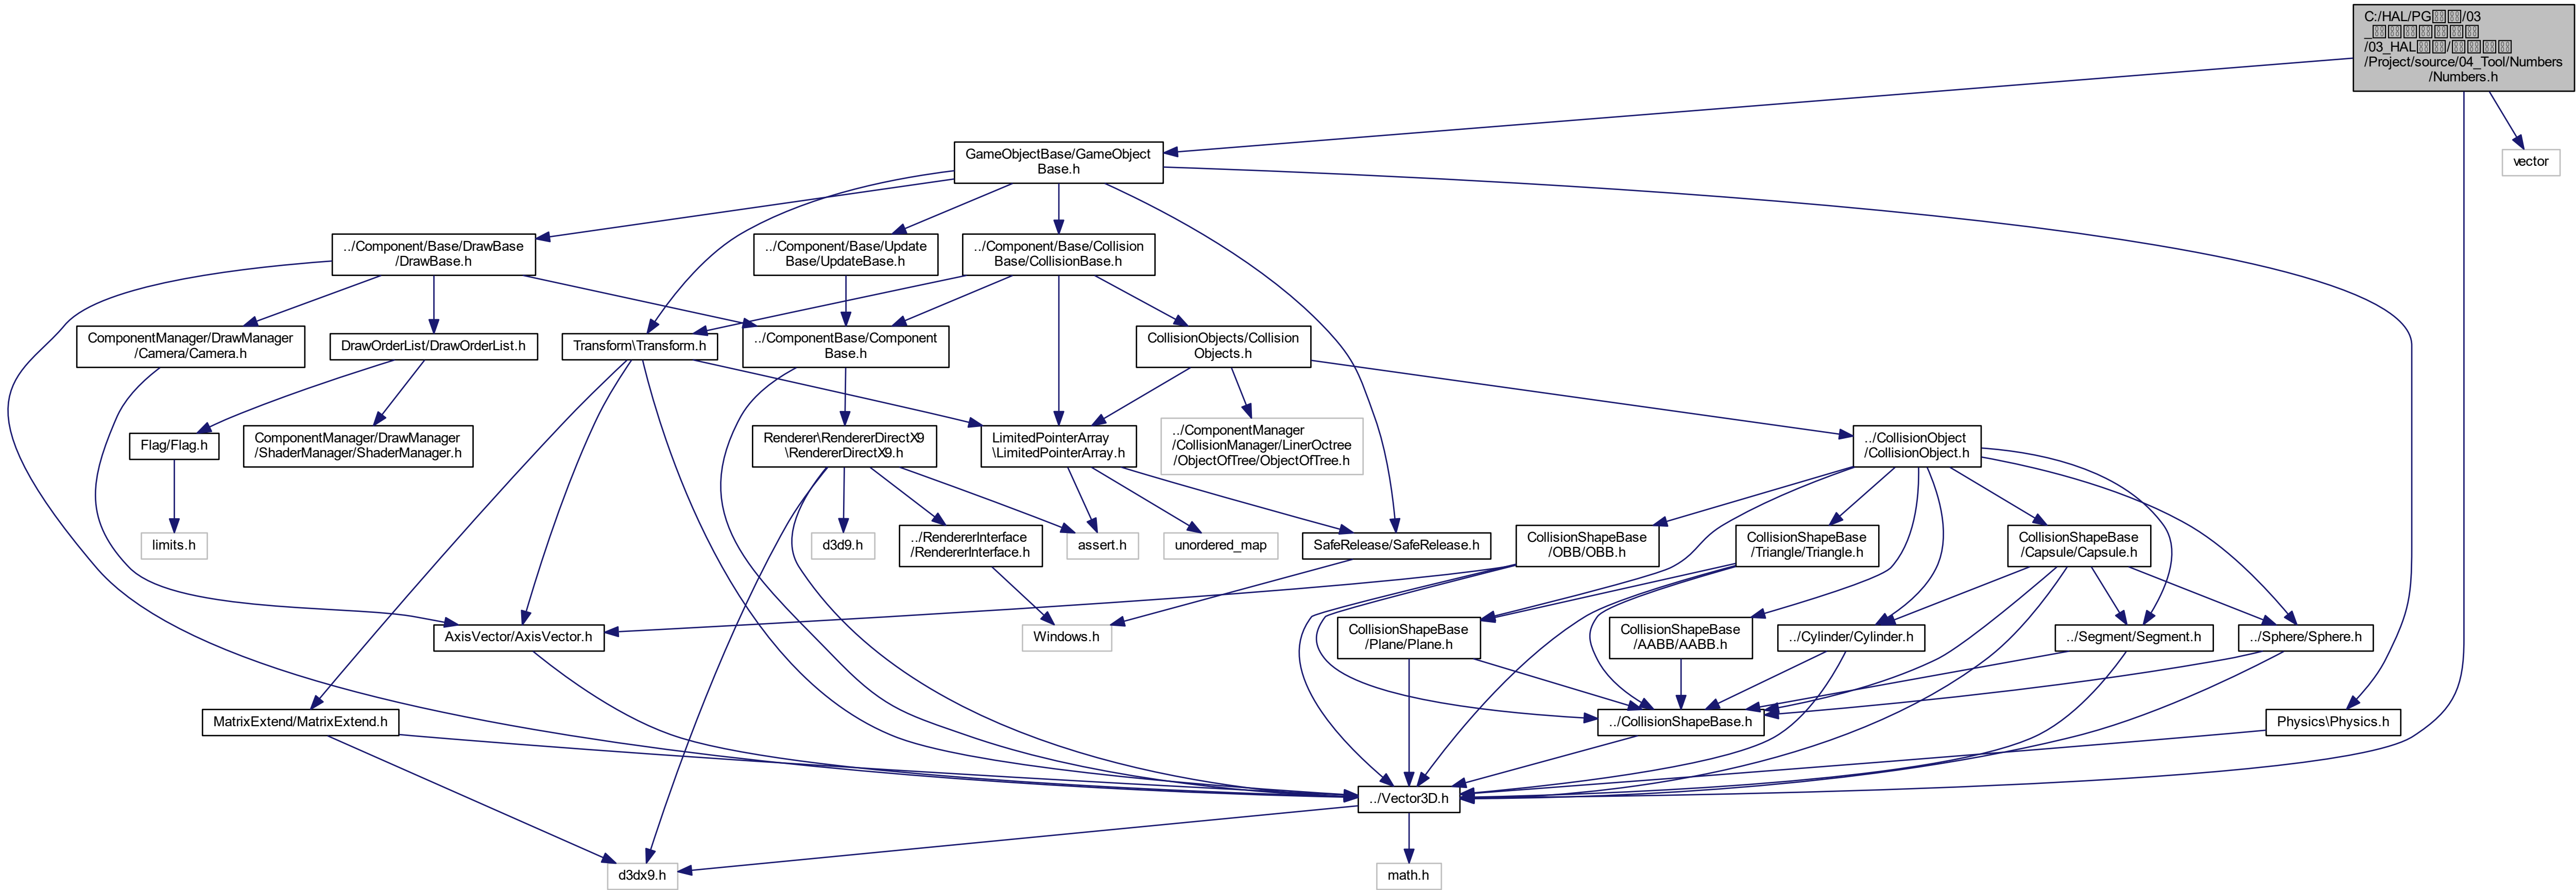 C:/HAL/PG/03
_
/03_HAL/
/Project/source/04_Tool/Numbers
/Numbers.h
GameObjectBase/GameObject
Base.h
vector
../Component/Base/DrawBase
/DrawBase.h
../Component/Base/Update
Base/UpdateBase.h
../Component/Base/Collision
Base/CollisionBase.h
ComponentManager/DrawManager
/Camera/Camera.h
DrawOrderList/DrawOrderList.h
Transform\Transform.h
../ComponentBase/Component
Base.h
CollisionObjects/Collision
Objects.h
Flag/Flag.h
ComponentManager/DrawManager
/ShaderManager/ShaderManager.h
Renderer\RendererDirectX9
\RendererDirectX9.h
LimitedPointerArray
\LimitedPointerArray.h
../ComponentManager
/CollisionManager/LinerOctree
/ObjectOfTree/ObjectOfTree.h
../CollisionObject
/CollisionObject.h
limits.h
d3d9.h
../RendererInterface
/RendererInterface.h
assert.h
unordered_map
SafeRelease/SafeRelease.h
CollisionShapeBase
/OBB/OBB.h
CollisionShapeBase
/Triangle/Triangle.h
CollisionShapeBase
/Capsule/Capsule.h
AxisVector/AxisVector.h
Windows.h
CollisionShapeBase
/Plane/Plane.h
CollisionShapeBase
/AABB/AABB.h
../Cylinder/Cylinder.h
../Segment/Segment.h
../Sphere/Sphere.h
MatrixExtend/MatrixExtend.h
../CollisionShapeBase.h
Physics\Physics.h
../Vector3D.h
d3dx9.h
math.h